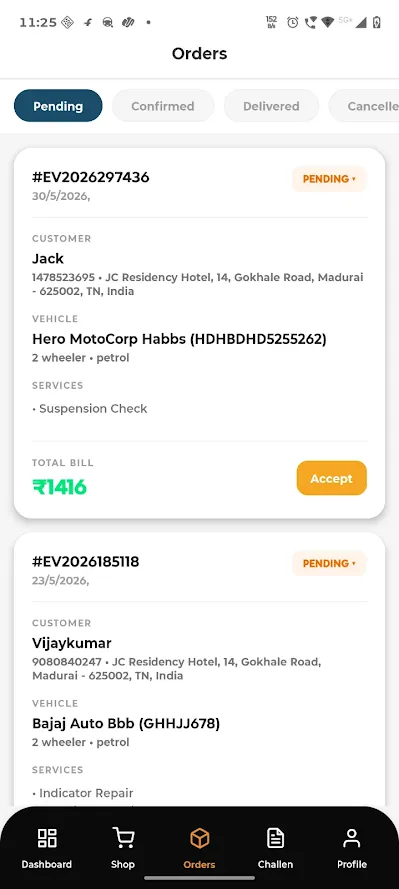 11:25
152
B/s
5G+
Orders
Pending
Confirmed
Delivered
Cancelle
#EV2026297436
PENDING
30/5/2026,
CUSTOMER
Jack
1478523695 • JC Residency Hotel, 14, Gokhale Road, Madurai
- 625002, TN, India
VEHICLE
Hero MotoCorp Habbs (HDHBDHD5255262)
2 wheeler • petrol
SERVICES
• Suspension Check
TOTAL BILL
₹1416
Accept
#EV2026185118
PENDING
23/5/2026,
CUSTOMER
Vijaykumar
9080840247 • JC Residency Hotel, 14, Gokhale Road,
Madurai - 625002, TN, India
VEHICLE
Bajaj Auto Bbb (GHHJJ678)
2 wheeler • petrol
SERVICES
• Indicator Repair
Dashboard
Shop
Orders
Challen
Profile